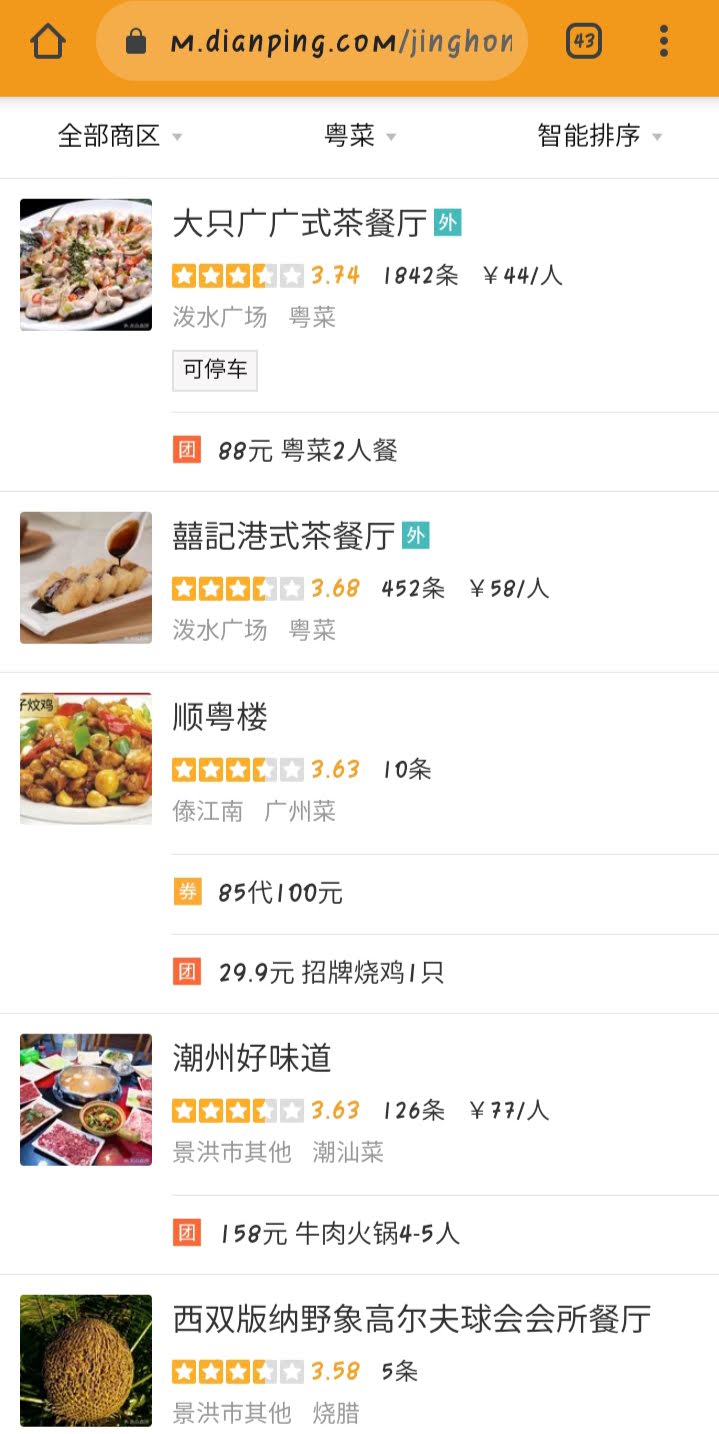 m.dianping.com/jinghon
43
全部商区 粤菜 智能排序
大只广广式茶餐厅 外
3.74 1842条 ¥44/人
泼水广场 粤菜
可停车
团 88元 粤菜2人餐
囍記港式茶餐厅 外
3.68 452条 ¥58/人
泼水广场 粤菜
子炆鸡
顺粤楼
3.63 10条
傣江南 广州菜
券 85代100元
团 29.9元 招牌烧鸡1只
潮州好味道
3.63 126条 ¥77/人
景洪市其他 潮汕菜
团 158元 牛肉火锅4-5人
西双版纳野象高尔夫球会会所餐厅
3.58 5条
景洪市其他 烧腊